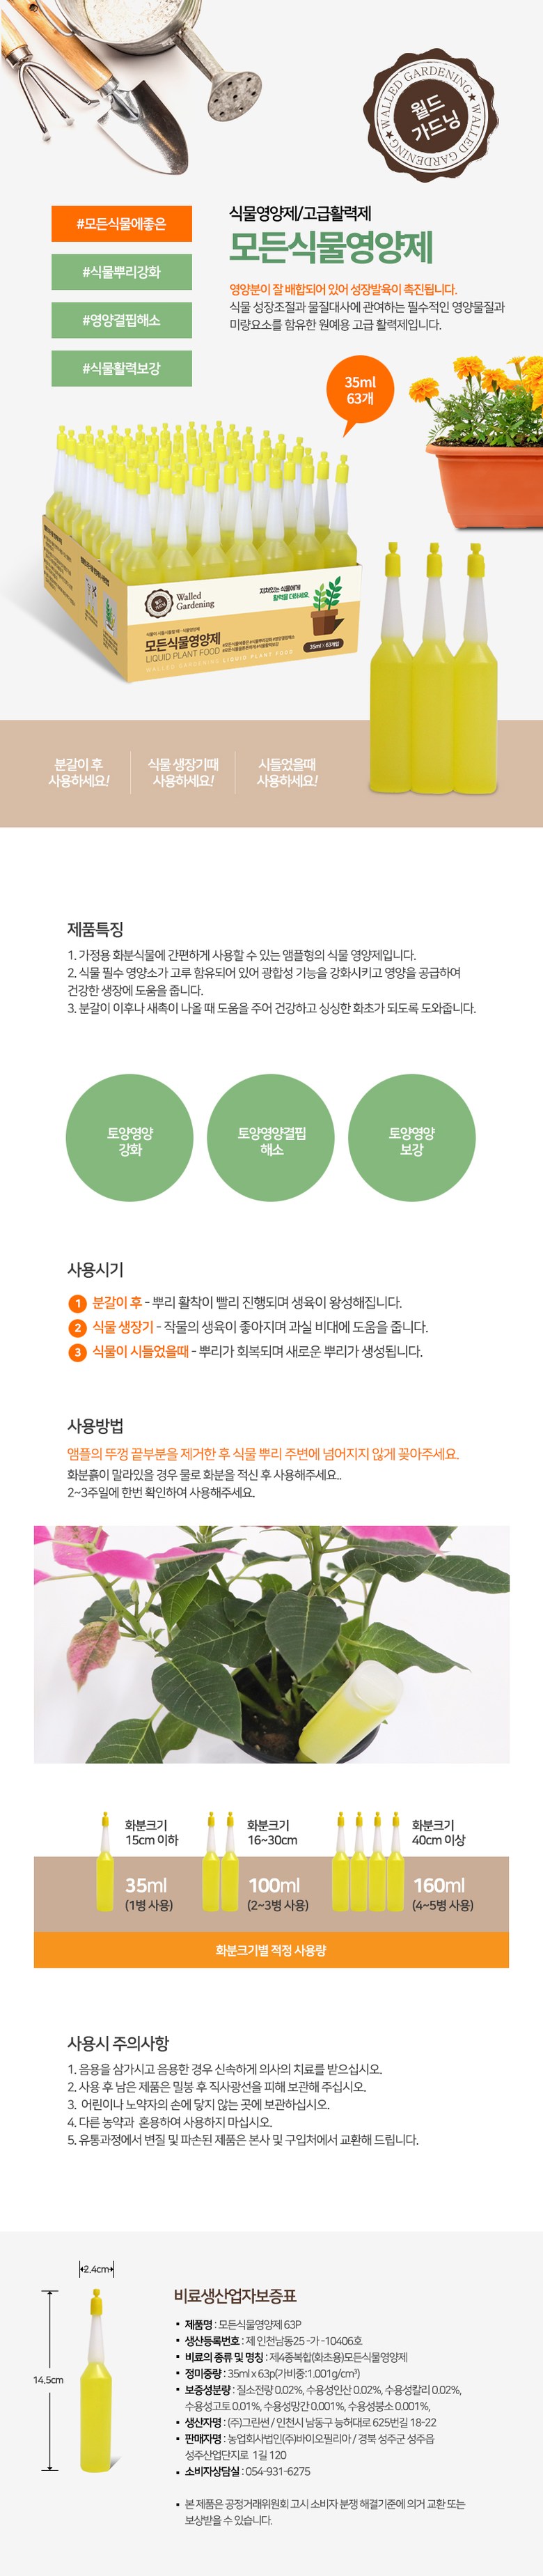 WALLED GARDENING ★ WALLED GARDENING ★
월드
가드닝
#모든식물에좋은
#식물뿌리강화
#영양결핍해소
#식물활력보강
식물영양제/고급활력제
모든식물영양제
영양분이 잘 배합되어 있어 성장발육이 촉진됩니다.
식물 성장조절과 물질대사에 관여하는 필수적인 영양물질과
미량요소를 함유한 원예용 고급 활력제입니다.
35ml
63개
Walled
Gardening
지쳐있는 식물에게
활력을 더하세요.
모든식물영양제
LIQUID PLANT FOOD
WALLED GARDENING LIQUID PLANT FOOD
35ml x 63개입
분갈이 후
사용하세요!
식물 생장기때
사용하세요!
시들었을때
사용하세요!
제품특징
1. 가정용 화분식물에 간편하게 사용할 수 있는 앰플형의 식물 영양제입니다.
2. 식물 필수 영양소가 고루 함유되어 있어 광합성 기능을 강화시키고 영양을 공급하여
건강한 생장에 도움을 줍니다.
3. 분갈이 이후나 새촉이 나올 때 도움을 주어 건강하고 싱싱한 화초가 되도록 도와줍니다.
토양영양
강화
토양영양결핍
해소
토양영양
보강
사용시기
1 분갈이 후 - 뿌리 활착이 빨리 진행되며 생육이 왕성해집니다.
2 식물 생장기 - 작물의 생육이 좋아지며 과실 비대에 도움을 줍니다.
3 식물이 시들었을때 - 뿌리가 회복되며 새로운 뿌리가 생성됩니다.
사용방법
앰플의 뚜껑 끝부분을 제거한 후 식물 뿌리 주변에 넘어지지 않게 꽂아주세요.
화분흙이 말라있을 경우 물로 화분을 적신 후 사용해주세요..
2~3주일에 한번 확인하여 사용해주세요.
화분크기
15cm 이하
35ml
(1병 사용)
화분크기
16~30cm
100ml
(2~3병 사용)
화분크기
40cm 이상
160ml
(4~5병 사용)
화분크기별 적정 사용량
사용시 주의사항
1. 음용을 삼가시고 음용한 경우 신속하게 의사의 치료를 받으십시오.
2. 사용 후 남은 제품은 밀봉 후 직사광선을 피해 보관해 주십시오.
3. 어린이나 노약자의 손에 닿지 않는 곳에 보관하십시오.
4. 다른 농약과 혼용하여 사용하지 마십시오.
5. 유통과정에서 변질 및 파손된 제품은 본사 및 구입처에서 교환해 드립니다.
2.4cm
14.5cm
비료생산업자보증표
▪ 제품명 : 모든식물영양제 63P
▪ 생산등록번호 : 제 인천남동25 -가 -10406호
▪ 비료의 종류 및 명칭 : 제4종복합(화초용)모든식물영양제
▪ 정미중량 : 35ml x 63p(가비중:1.001g/cm³)
▪ 보증성분량 : 질소전량 0.02%, 수용성인산 0.02%, 수용성칼리 0.02%,
수용성고토 0.01%, 수용성망간 0.001%, 수용성붕소 0.001%,
▪ 생산자명 : (주)그린썬 / 인천시 남동구 능허대로 625번길 18-22
▪ 판매자명 : 농업회사법인(주)바이오필리아 / 경북 성주군 성주읍
성주산업단지로 1길 120
▪ 소비자상담실 : 054-931-6275
▪ 본 제품은 공정거래위원회 고시 소비자 분쟁 해결기준에 의거 교환 또는
보상받을 수 있습니다.